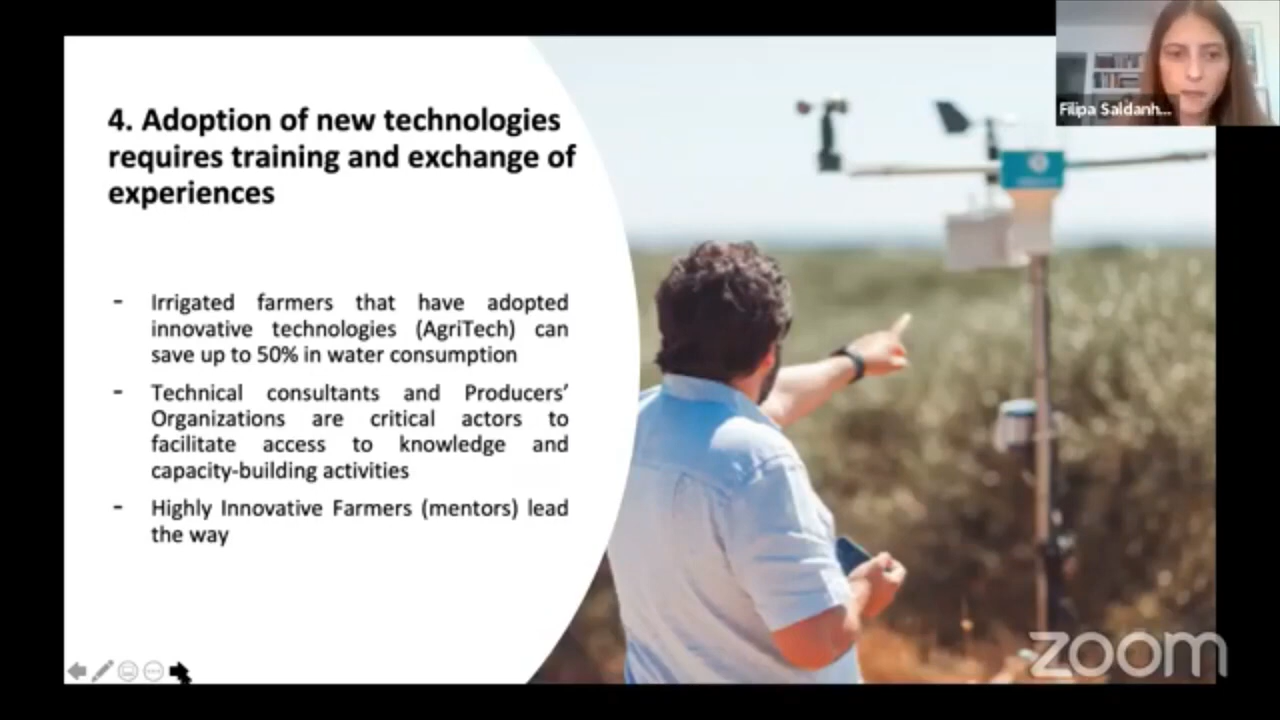 4. Adoption of new technologies
requires training and exchange of
experiences
- Irrigated farmers that have adopted
innovative technologies (AgriTech) can
save up to 50% in water consumption
- Technical consultants and Producers’
Organizations are critical actors to
facilitate access to knowledge and
capacity-building activities
- Highly Innovative Farmers (mentors) lead
the way
Filipa Saldanh...
zoom